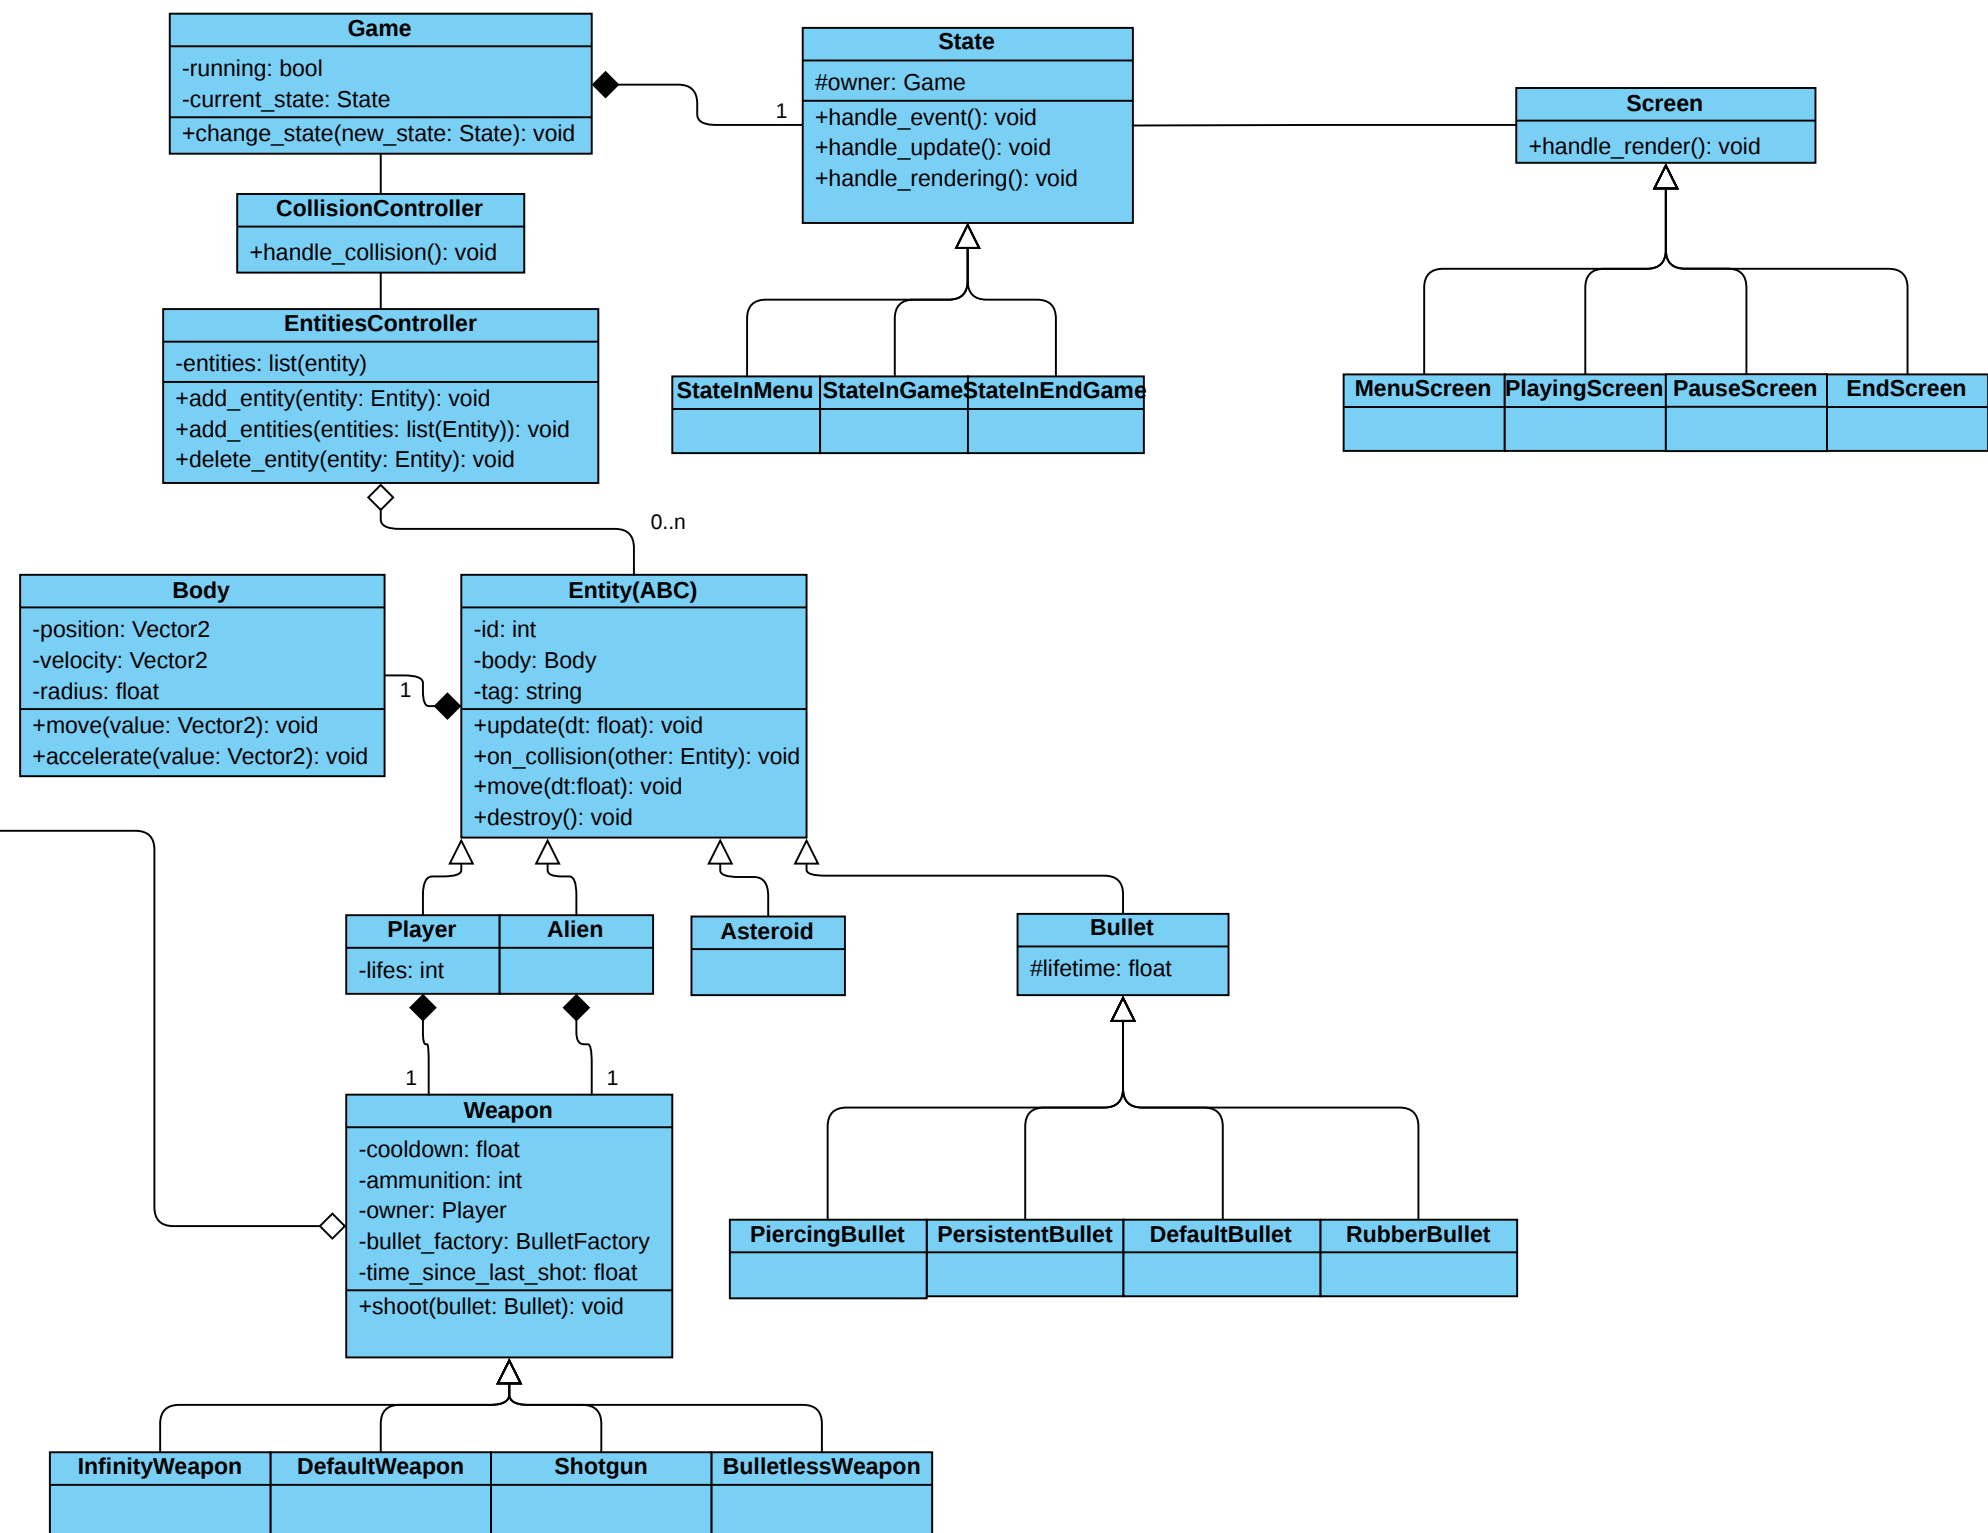 Game
-running: bool
-current_state: State
+change_state(new_state: State): void
1
State
#owner: Game
+handle_event(): void
+handle_update(): void
+handle_rendering(): void
Screen
+handle_render(): void
CollisionController
+handle_collision(): void
EntitiesController
-entities: list(entity)
+add_entity(entity: Entity): void
+add_entities(entities: list(Entity)): void
+delete_entity(entity: Entity): void
StateInMenu
StateInGame
StateInEndGame
MenuScreen
PlayingScreen
PauseScreen
EndScreen
0..n
Body
-position: Vector2
-velocity: Vector2
-radius: float
+move(value: Vector2): void
+accelerate(value: Vector2): void
1
Entity(ABC)
-id: int
-body: Body
-tag: string
+update(dt: float): void
+on_collision(other: Entity): void
+move(dt:float): void
+destroy(): void
Player
-lifes: int
Alien
Asteroid
Bullet
#lifetime: float
1
1
Weapon
-cooldown: float
-ammunition: int
-owner: Player
-bullet_factory: BulletFactory
-time_since_last_shot: float
+shoot(bullet: Bullet): void
PiercingBullet
PersistentBullet
DefaultBullet
RubberBullet
InfinityWeapon
DefaultWeapon
Shotgun
BulletlessWeapon